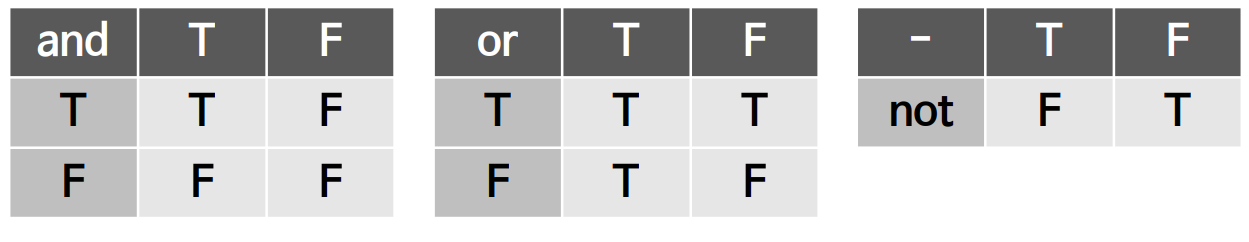 and T F
T T F
F F F
or T F
T T T
F T F
- T F
not F T